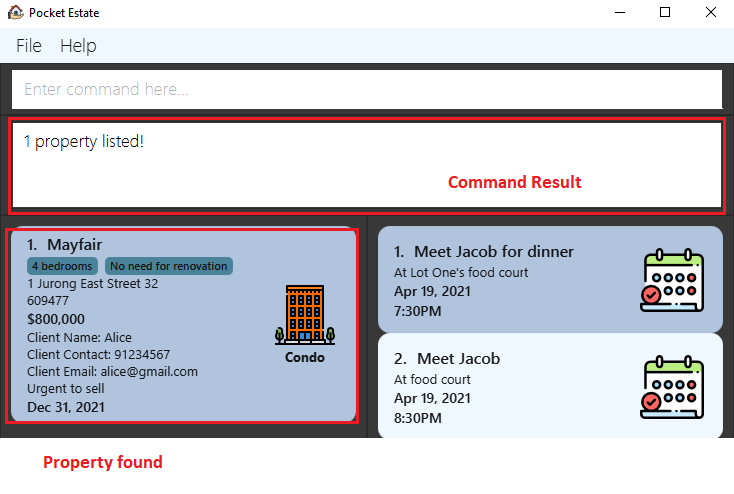 Pocket Estate
File Help
Enter command here...
1 property listed!
Command Result
1. Mayfair
4 bedrooms No need for renovation
1 Jurong East Street 32
609477
$800,000
Client Name: Alice
Client Contact: 91234567
Client Email: alice@gmail.com
Urgent to sell
Dec 31, 2021
Condo
1. Meet Jacob for dinner
At Lot One's food court
Apr 19, 2021
7:30PM
2. Meet Jacob
At food court
Apr 19, 2021
8:30PM
Property found